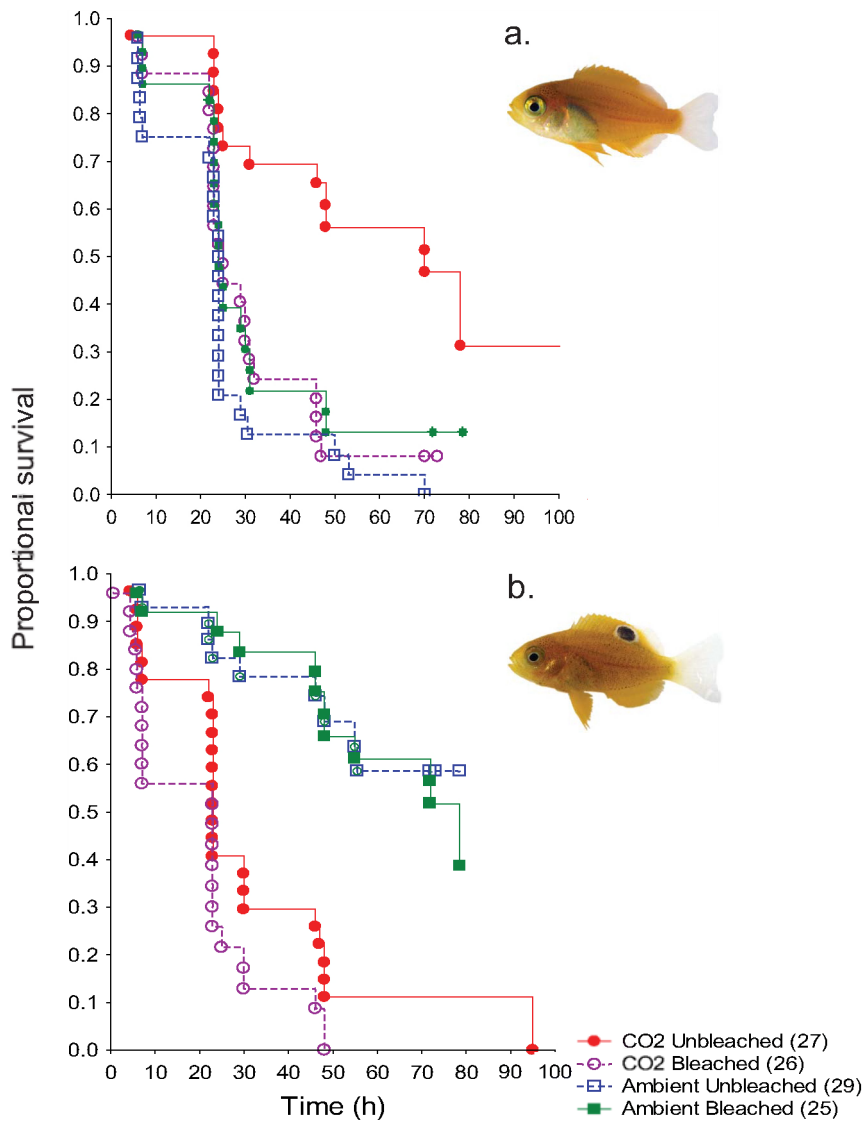 a.
1.0
0.9
0.8
0.7
0.6
0.5
0.4
0.3
0.2
0.1
0.0
0 10 20 30 40 50 60 70 80 90 100
Proportional survival
b.
1.0
0.9
0.8
0.7
0.6
0.5
0.4
0.3
0.2
0.1
0.0
0 10 20 30 40 50 60 70 80 90 100
Time (h)
CO2 Unbleached (27)
CO2 Bleached (26)
Ambient Unbleached (29)
Ambient Bleached (25)